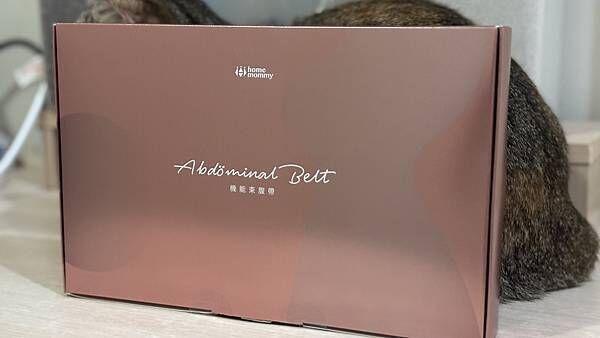 home
mommy
Abdöminal Belt
機能束腹帶